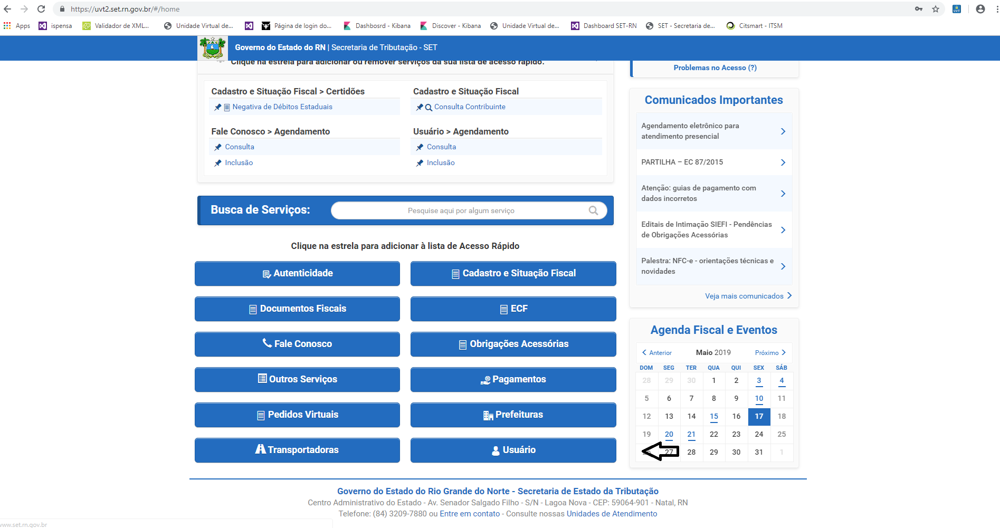 https://uvt2.set.rn.gov.br/#/home
Apps
ispensa
Validador de XML...
Unidade Virtual de...
Página de login do...
Dashbosrd - Kibana
Discover - Kibana
Unidade Virtual de...
Dashboard SET-RN
SET - Secretaria de...
Citsmart - ITSM
Governo do Estado do RN | Secretaria de Tributação - SET
Clique na estrela para adicionar ou remover serviços da sua lista de acesso rápido.
Cadastro e Situação Fiscal > Certidões
Negativa de Débitos Estaduais
Cadastro e Situação Fiscal
Consulta Contribuinte
Fale Conosco > Agendamento
Consulta
Inclusão
Usuário > Agendamento
Consulta
Inclusão
Busca de Serviços:
Pesquise aqui por algum serviço
Clique na estrela para adicionar à lista de Acesso Rápido
Autenticidade
Cadastro e Situação Fiscal
Documentos Fiscais
ECF
Fale Conosco
Obrigações Acessórias
Outros Serviços
Pagamentos
Pedidos Virtuais
Prefeituras
Transportadoras
Usuário
Problemas no Acesso (?)
Comunicados Importantes
Agendamento eletrônico para
atendimento presencial
PARTILHA – EC 87/2015
Atenção: guias de pagamento com
dados incorretos
Editais de Intimação SIEFI - Pendências
de Obrigações Acessórias
Palestra: NFC-e - orientações técnicas e
novidades
Veja mais comunicados
Agenda Fiscal e Eventos
Anterior Maio 2019 Próximo
DOM SEG TER QUA QUI SEX SÁB
28 29 30 1 2 3 4
5 6 7 8 9 10 11
12 13 14 15 16 17 18
19 20 21 22 23 24 25
27 28 29 30 31 1
Governo do Estado do Rio Grande do Norte - Secretaria de Estado da Tributação
Centro Administrativo do Estado - Av. Senador Salgado Filho - S/N - Lagoa Nova - CEP: 59064-901 - Natal, RN
Telefone: (84) 3209-7880 ou Entre em contato - Consulte nossas Unidades de Atendimento
www.set.rn.gov.br